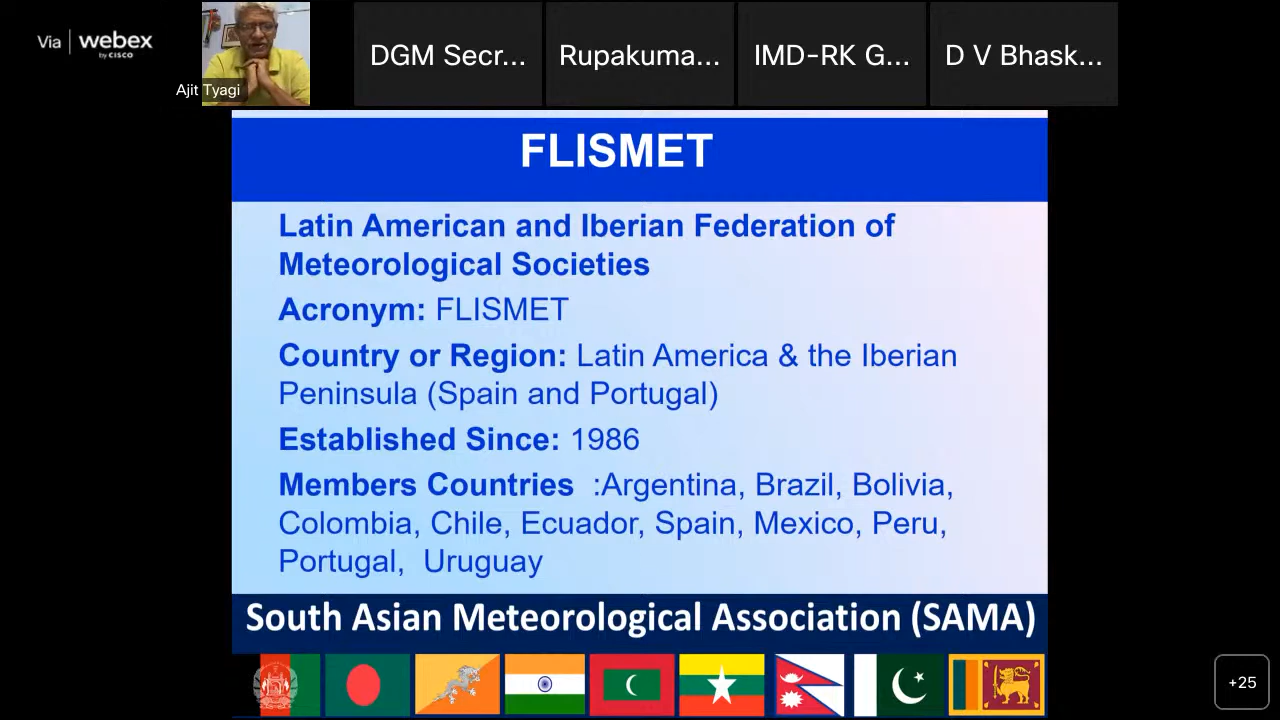 Via webex
by CISCO
Ajit Tyagi
DGM Secr...
Rupakuma...
IMD-RK G...
D V Bhask...
FLISMET
Latin American and Iberian Federation of
Meteorological Societies
Acronym: FLISMET
Country or Region: Latin America & the Iberian
Peninsula (Spain and Portugal)
Established Since: 1986
Members Countries :Argentina, Brazil, Bolivia,
Colombia, Chile, Ecuador, Spain, Mexico, Peru,
Portugal, Uruguay
South Asian Meteorological Association (SAMA)
+25